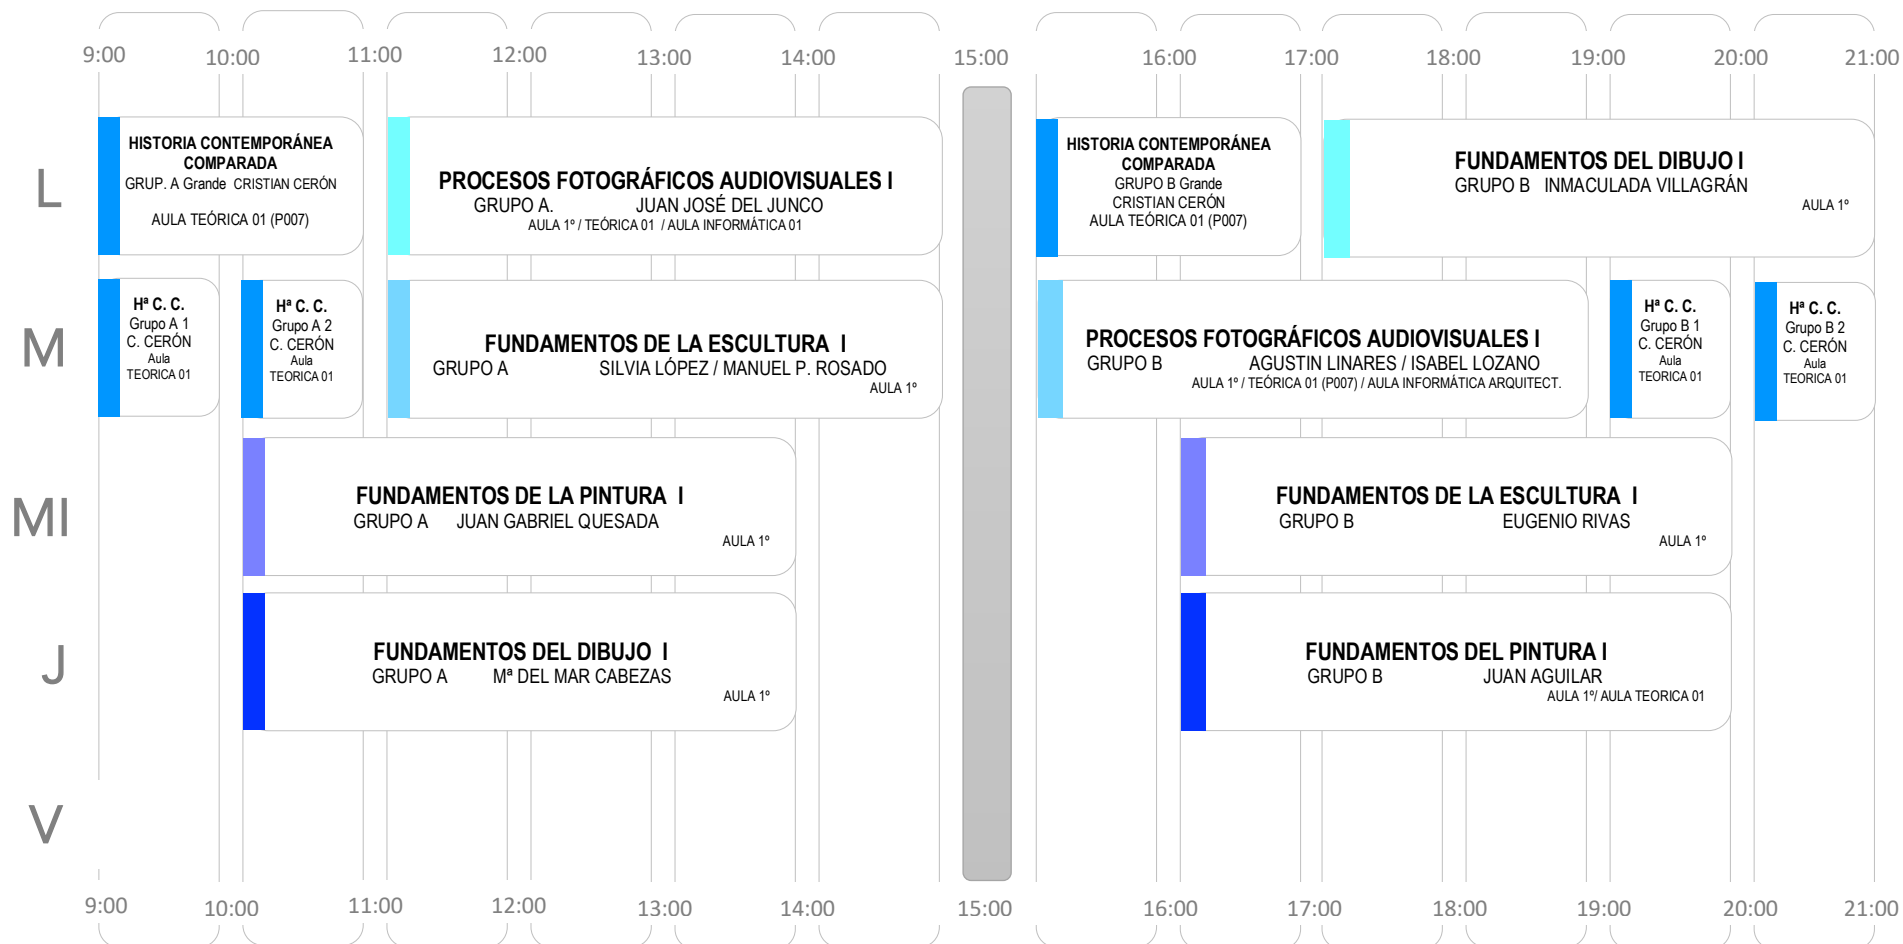 9:00 10:00 11:00 12:00 13:00 14:00 15:00 16:00 17:00 18:00 19:00 20:00 21:00
L
HISTORIA CONTEMPORÁNEA
COMPARADA
GRUP. A Grande CRISTIAN CERÓN
AULA TEÓRICA 01 (P007)
PROCESOS FOTOGRÁFICOS AUDIOVISUALES I
GRUPO A. JUAN JOSÉ DEL JUNCO
AULA 1º / TEÓRICA 01 / AULA INFORMÁTICA 01
HISTORIA CONTEMPORÁNEA
COMPARADA
GRUPO B Grande
CRISTIAN CERÓN
AULA TEÓRICA 01 (P007)
FUNDAMENTOS DEL DIBUJO I
GRUPO B INMACULADA VILLAGRÁN
AULA 1º
M
Hª C. C.
Grupo A 1
C. CERÓN
Aula
TEORICA 01
Hª C. C.
Grupo A 2
C. CERÓN
Aula
TEORICA 01
FUNDAMENTOS DE LA ESCULTURA I
GRUPO A SILVIA LÓPEZ / MANUEL P. ROSADO
AULA 1º
PROCESOS FOTOGRÁFICOS AUDIOVISUALES I
GRUPO B AGUSTIN LINARES / ISABEL LOZANO
AULA 1º / TEÓRICA 01 (P007) / AULA INFORMÁTICA ARQUITECT.
Hª C. C.
Grupo B 1
C. CERÓN
Aula
TEORICA 01
Hª C. C.
Grupo B 2
C. CERÓN
Aula
TEORICA 01
MI
FUNDAMENTOS DE LA PINTURA I
GRUPO A JUAN GABRIEL QUESADA
AULA 1º
FUNDAMENTOS DE LA ESCULTURA I
GRUPO B EUGENIO RIVAS
AULA 1º
J
FUNDAMENTOS DEL DIBUJO I
GRUPO A Mª DEL MAR CABEZAS
AULA 1º
FUNDAMENTOS DEL PINTURA I
GRUPO B JUAN AGUILAR
AULA 1º/ AULA TEORICA 01
V
9:00 10:00 11:00 12:00 13:00 14:00 15:00 16:00 17:00 18:00 19:00 20:00 21:00